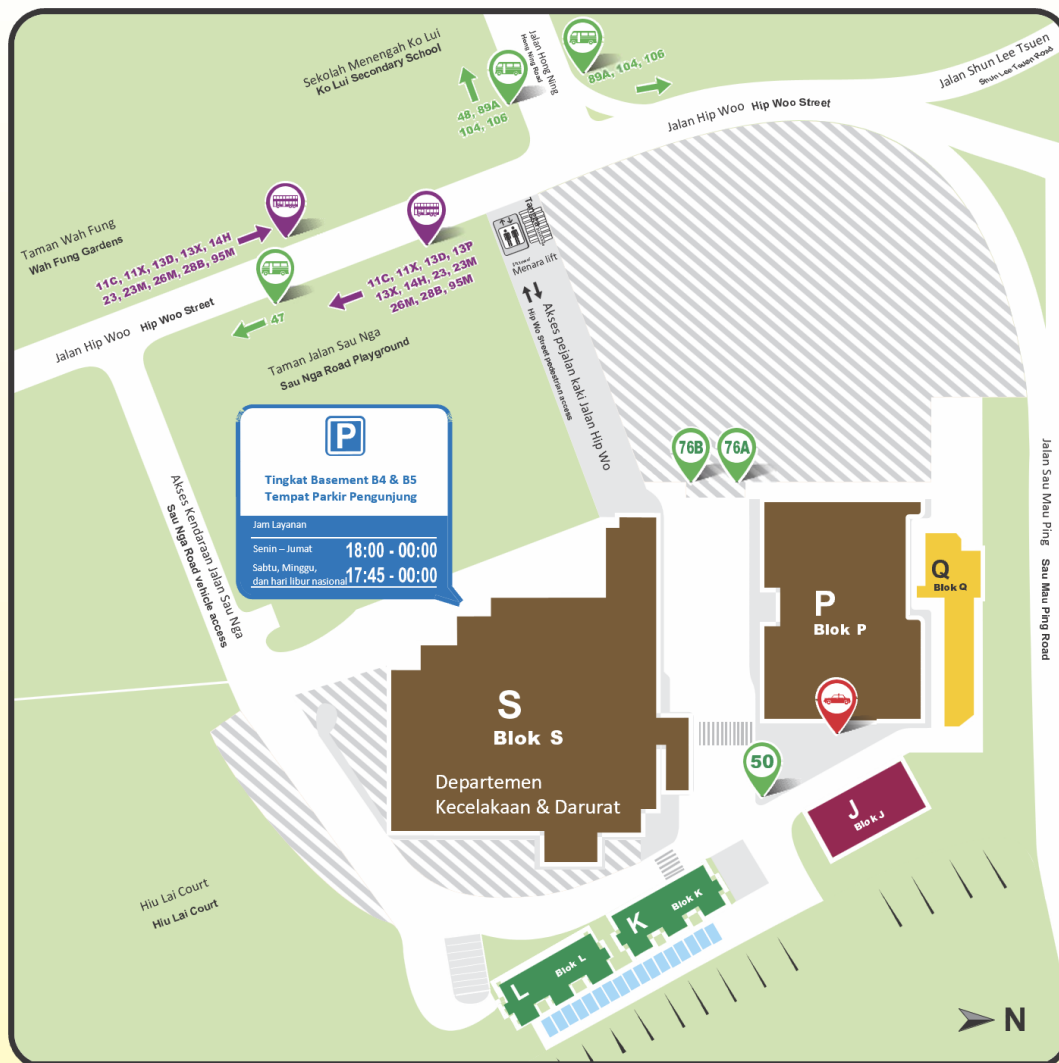 Sekolah Menengah Ko Lui
Ko Lui Secondary School
Jalan Hong Ning
Hong Ning Road
89A, 104, 106
Jalan Shun Lee Tsuen
Shun Lee Tsuen Road
48, 89A
104, 106
Jalan Hip Woo Hip Woo Street
Taman Wah Fung
Wah Fung Gardens
11C, 11X, 13D, 13X, 14H
23, 23M, 26M, 28B, 95M
11C, 11X, 13D, 13P
13X, 14H, 23, 23M
26M, 28B, 95M
47
Jalan Hip Woo Hip Woo Street
Taman Jalan Sau Nga
Sau Nga Road Playground
Menara lift
Akses pejalan kaki Jalan Hip Wo
Hip Wo Street pedestrian access
76B
76A
P
Tingkat Basement B4 & B5
Tempat Parkir Pengunjung
Jam Layanan
Senin – Jumat 18:00 - 00:00
Sabtu, Minggu,
dan hari libur nasional 17:45 - 00:00
Akses Kendaraan Jalan Sau Nga
Sau Nga Road vehicle access
Jalan Sau Mau Ping Sau Mau Ping Road
Q
Blok Q
P
Blok P
S
Blok S
Departemen
Kecelakaan & Darurat
50
J
Blok J
K
Blok K
L
Blok L
Hiu Lai Court
Hiu Lai Court
N